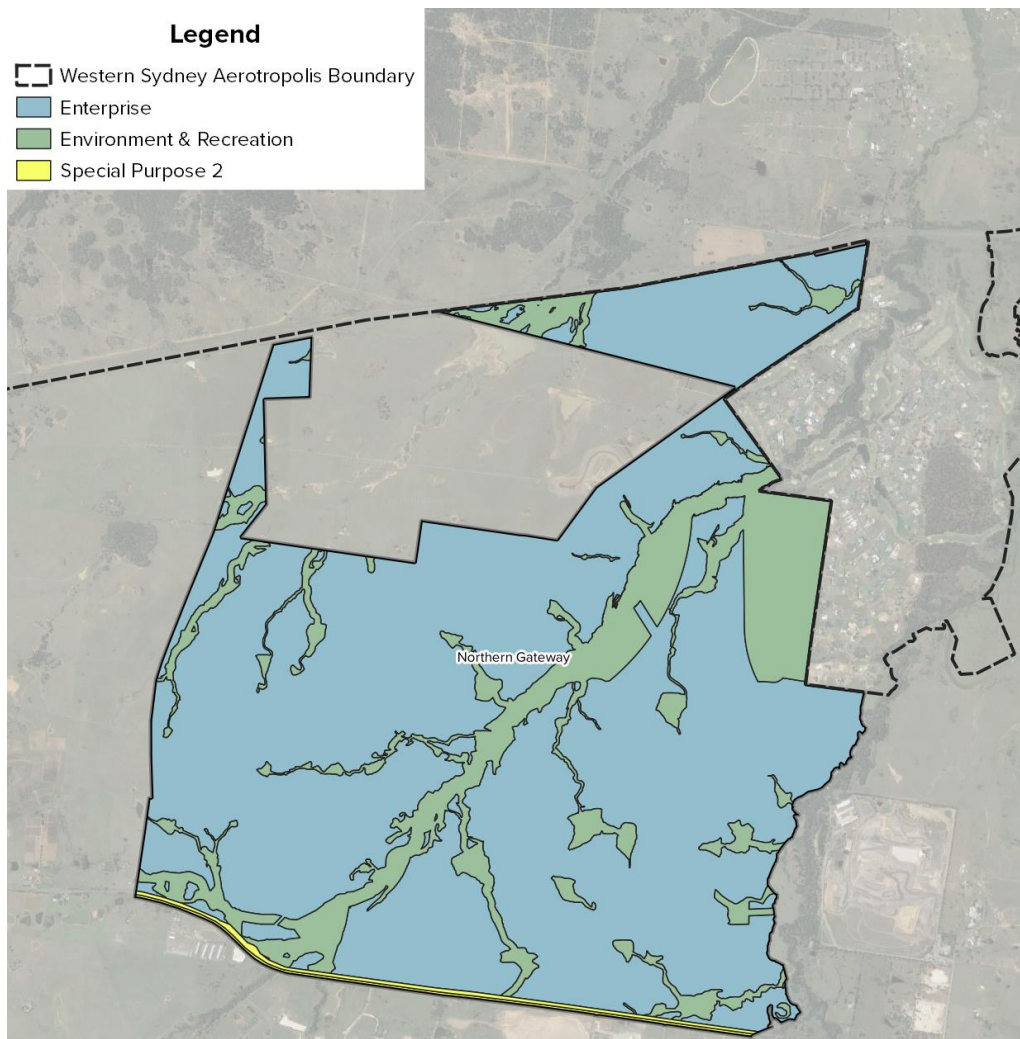 Legend
Western Sydney Aerotropolis Boundary
Enterprise
Environment & Recreation
Special Purpose 2
Northern Gateway